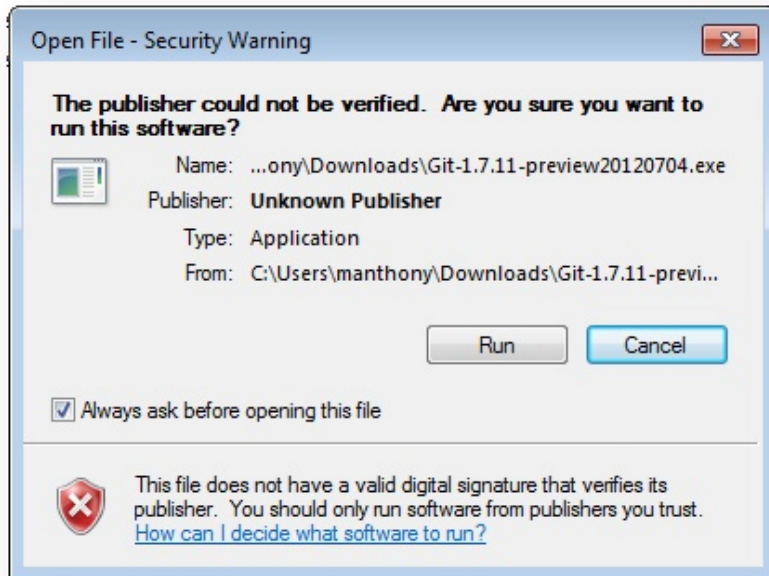 Open File - Security Warning
The publisher could not be verified. Are you sure you want to
run this software?
Name: ...ony\Downloads\Git-1.7.11-preview20120704.exe
Publisher: Unknown Publisher
Type: Application
From: C:\Users\manthony\Downloads\Git-1.7.11-previ...
Run Cancel
Always ask before opening this file
This file does not have a valid digital signature that verifies its
publisher. You should only run software from publishers you trust.
How can I decide what software to run?